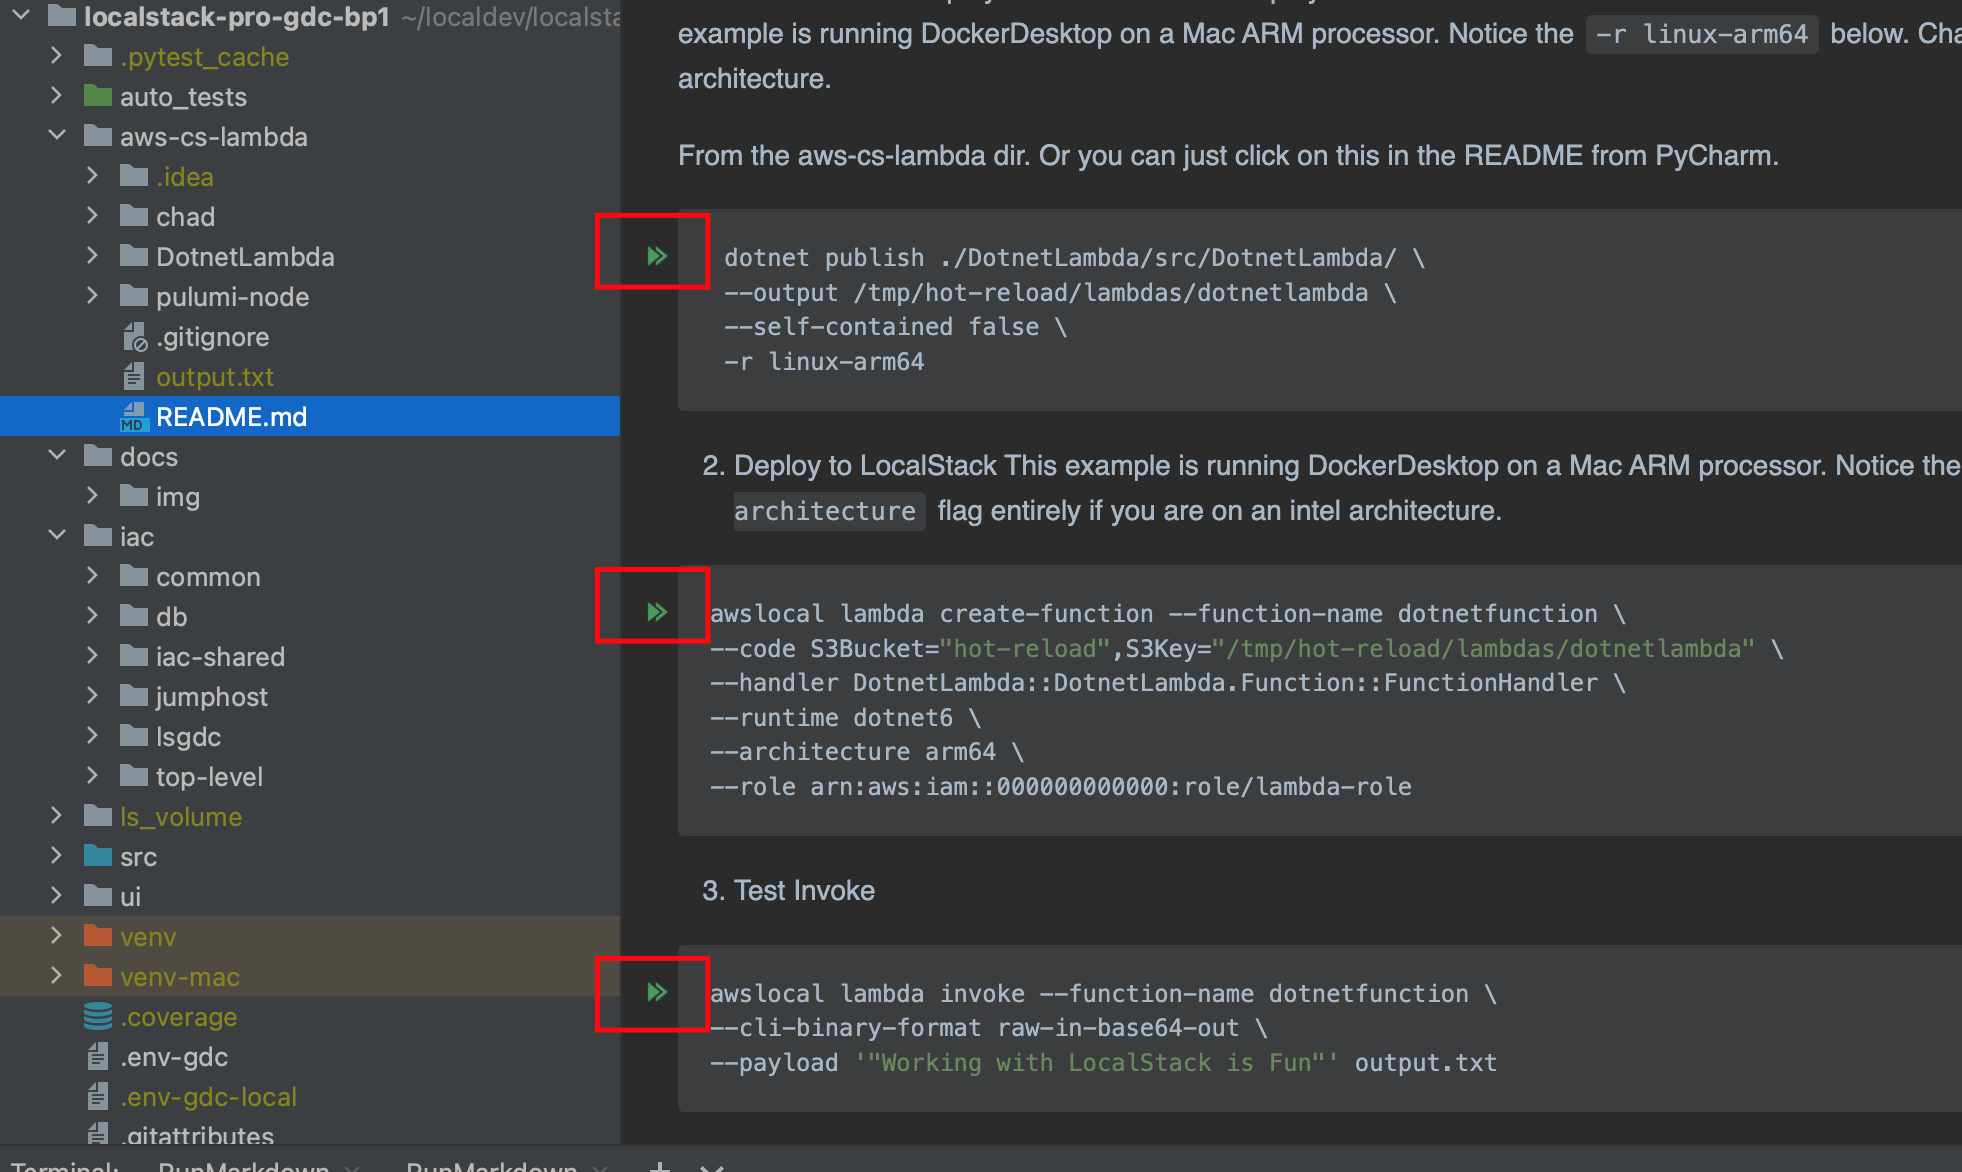 localstack-pro-gdc-bp1 ~/localdev/localsta
.pytest_cache
auto_tests
aws-cs-lambda
.idea
chad
DotnetLambda
pulumi-node
.gitignore
output.txt
MD README.md
docs
img
iac
common
db
iac-shared
jumphost
lsgdc
top-level
ls_volume
src
ui
venv
venv-mac
.coverage
.env-gdc
.env-gdc-local
.gitattributes
example is running DockerDesktop on a Mac ARM processor. Notice the -r linux-arm64 below. Cha
architecture.
From the aws-cs-lambda dir. Or you can just click on this in the README from PyCharm.
dotnet publish ./DotnetLambda/src/DotnetLambda/ \
--output /tmp/hot-reload/lambdas/dotnetlambda \
--self-contained false \
-r linux-arm64
2. Deploy to LocalStack This example is running DockerDesktop on a Mac ARM processor. Notice the
architecture flag entirely if you are on an intel architecture.
awslocal lambda create-function --function-name dotnetfunction \
--code S3Bucket="hot-reload",S3Key="/tmp/hot-reload/lambdas/dotnetlambda" \
--handler DotnetLambda::DotnetLambda.Function::FunctionHandler \
--runtime dotnet6 \
--architecture arm64 \
--role arn:aws:iam::000000000000:role/lambda-role
3. Test Invoke
awslocal lambda invoke --function-name dotnetfunction \
--cli-binary-format raw-in-base64-out \
--payload '"Working with LocalStack is Fun"' output.txt
Terminal: RunMarkdown RunMarkdown